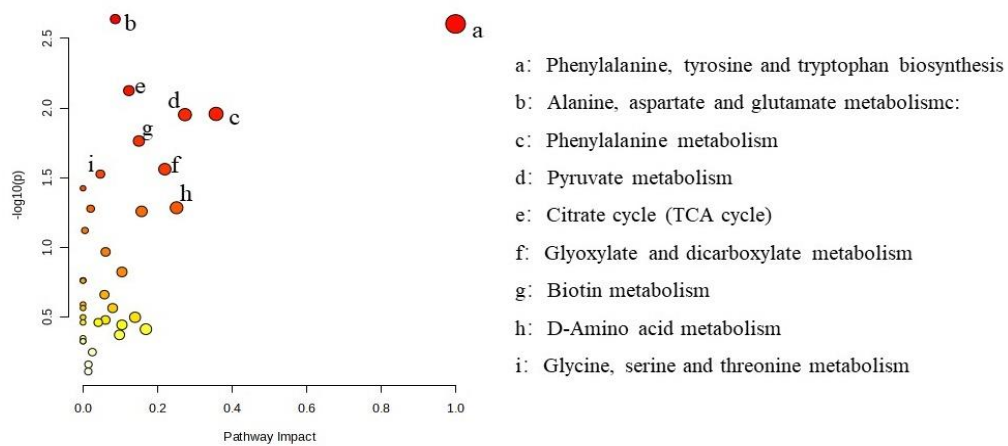 b
a
2.5
e
2.0
d
c
g
-log10(p)
i
f
1.5
h
1.0
0.5
0.0 0.2 0.4 0.6 0.8 1.0
Pathway Impact
a: Phenylalanine, tyrosine and tryptophan biosynthesis
b: Alanine, aspartate and glutamate metabolismc:
c: Phenylalanine metabolism
d: Pyruvate metabolism
e: Citrate cycle (TCA cycle)
f: Glyoxylate and dicarboxylate metabolism
g: Biotin metabolism
h: D-Amino acid metabolism
i: Glycine, serine and threonine metabolism